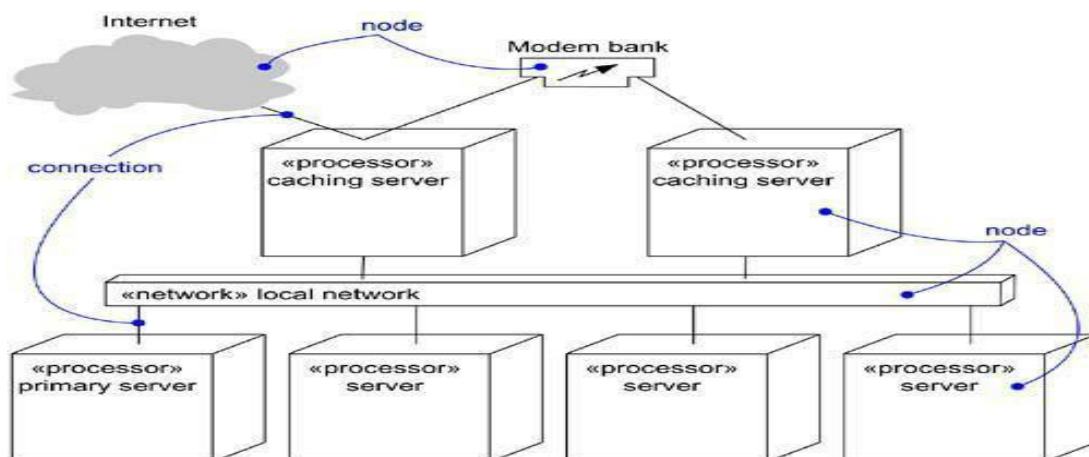 Internet
node
Modem bank
connection
«processor»
caching server
«processor»
caching server
node
«network» local network
«processor»
primary server
«processor»
server
«processor»
server
«processor»
server